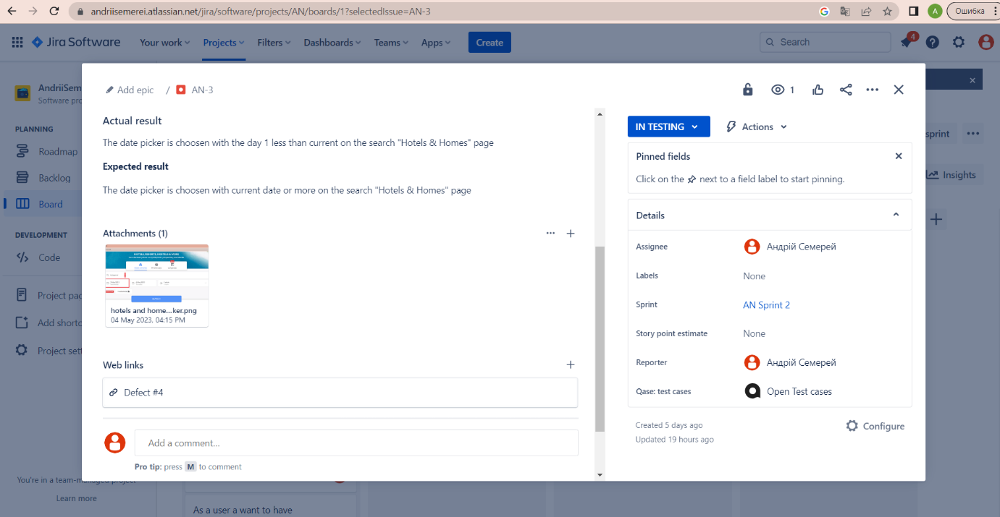 andriisemerei.atlassian.net/jira/software/projects/AN/boards/1?selectedIssue=AN-3
A
Ошибка
Jira Software
Your work
Projects
Filters
Dashboards
Teams
Apps
Create
Search
4
AndriiSem
Software pro
PLANNING
Roadmap
Backlog
Board
DEVELOPMENT
Code
Project pag
Add shortc
Project sett
You're in a team-managed project
Learn more
Add epic / AN-3
1
Actual result
The date picker is choosen with the day 1 less than current on the search "Hotels & Homes" page
Expected result
The date picker is choosen with current date or more on the search "Hotels & Homes" page
Attachments (1)
hotels and home...ker.png
04 May 2023, 04:15 PM
Web links
Defect #4
Add a comment...
Pro tip: press M to comment
IN TESTING
Actions
Pinned fields
Click on the next to a field label to start pinning.
Details
Assignee Андрій Семерей
Labels None
Sprint AN Sprint 2
Story point estimate None
Reporter Андрій Семерей
Qase: test cases Open Test cases
Created 5 days ago
Updated 19 hours ago
Configure
sprint
Insights
As a user a want to have